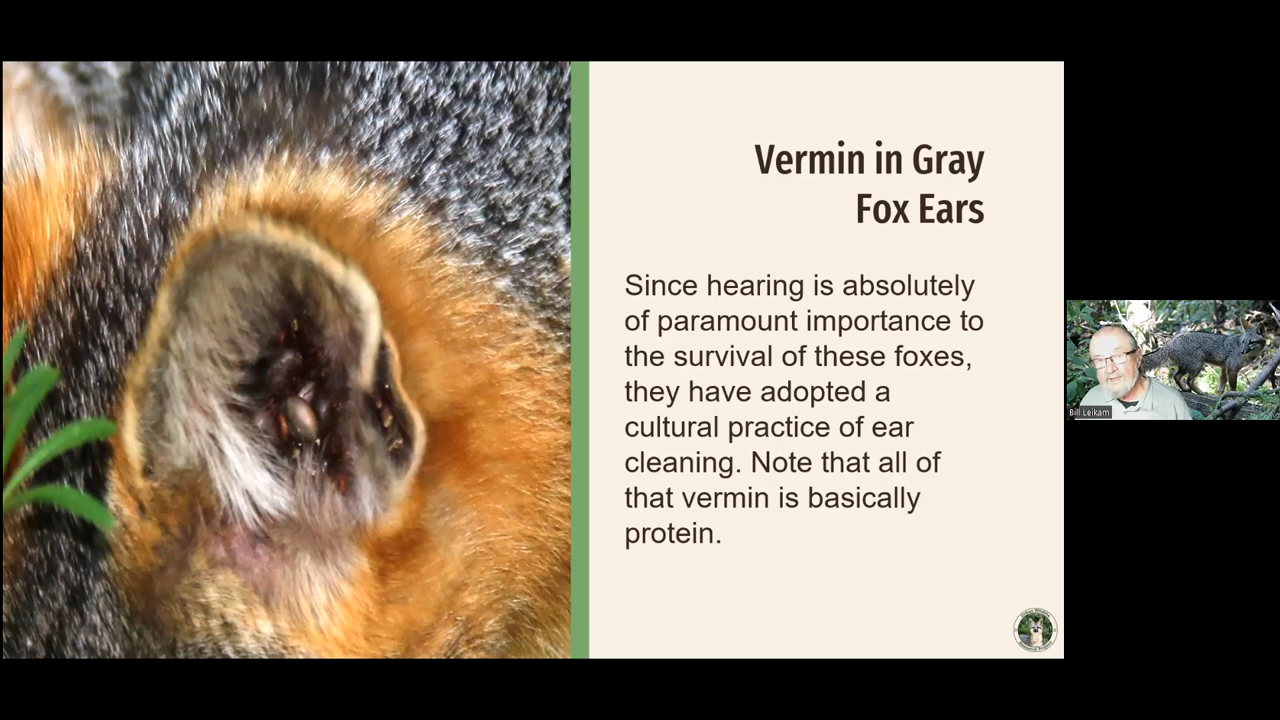 Vermin in Gray
Fox Ears
Since hearing is absolutely
of paramount importance to
the survival of these foxes,
they have adopted a
cultural practice of ear
cleaning. Note that all of
that vermin is basically
protein.
Bill Leikam